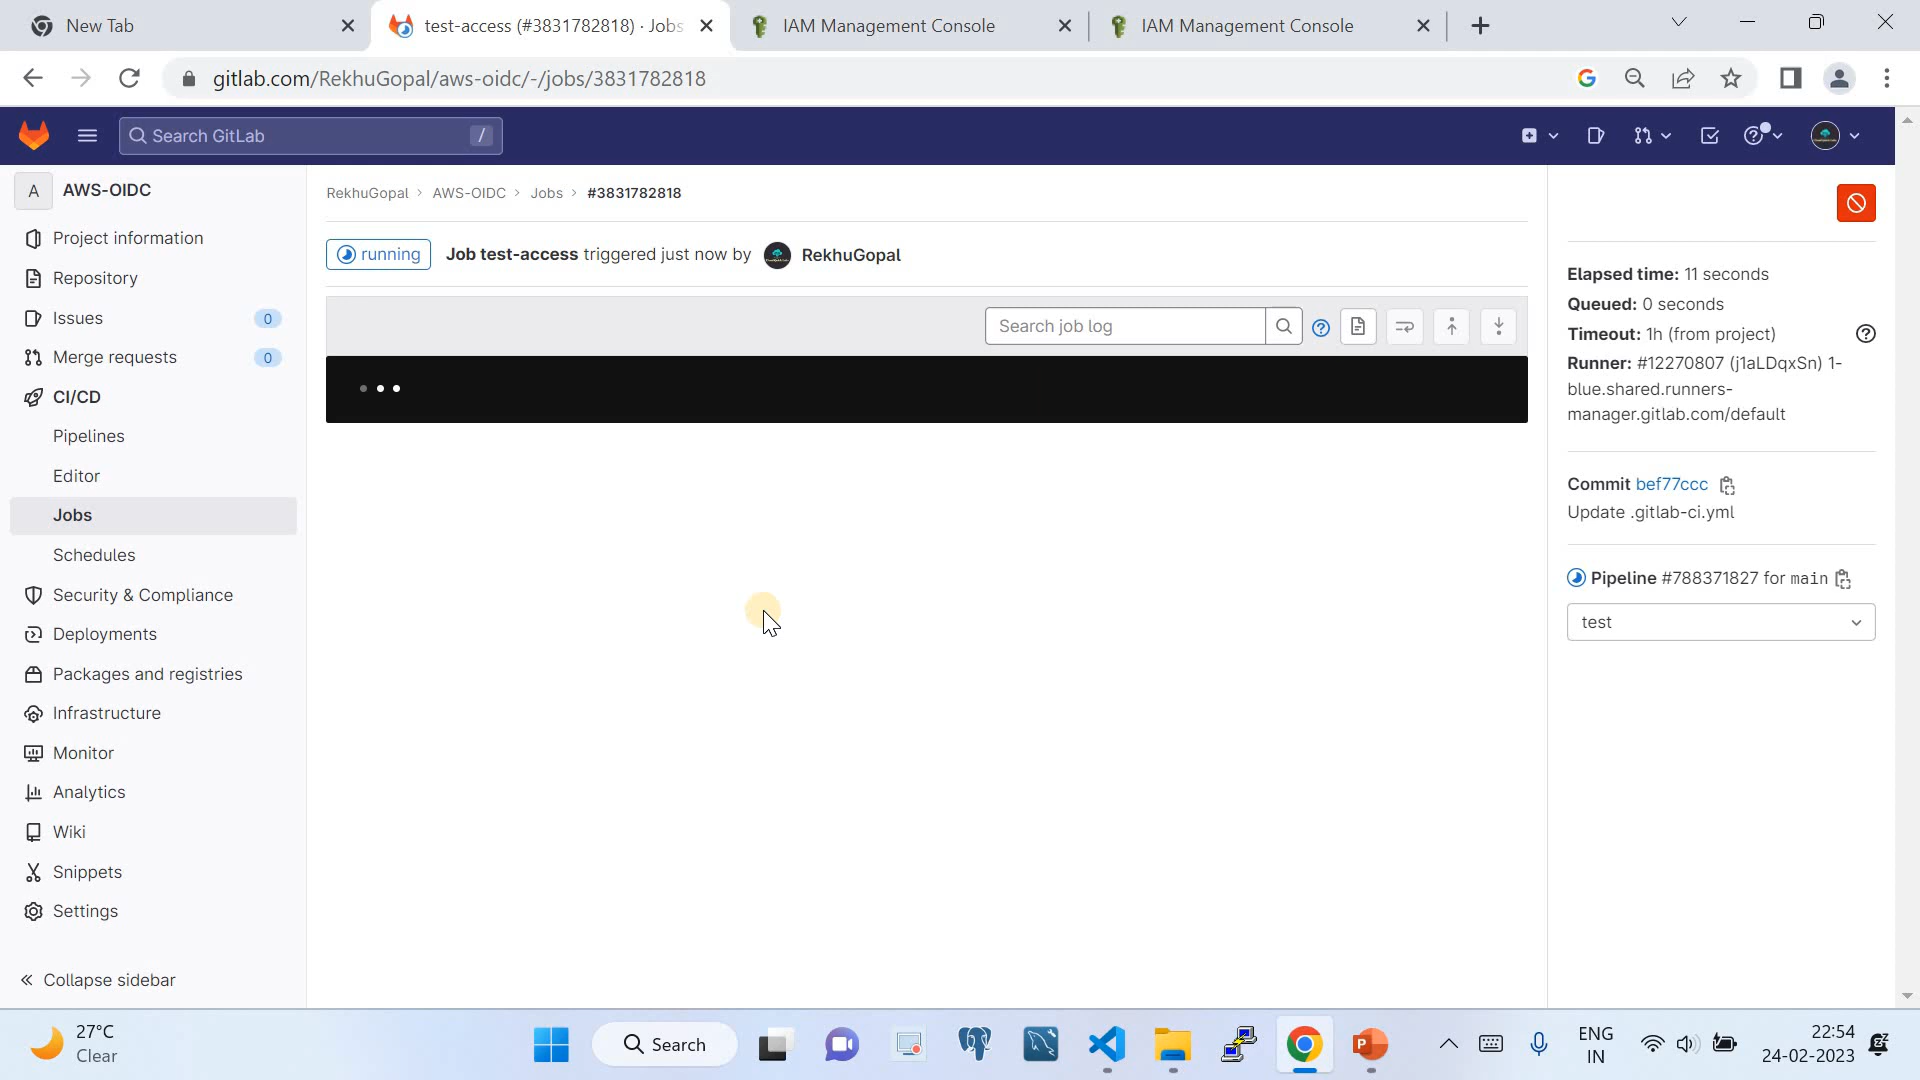 New Tab
test-access (#3831782818) · Jobs
IAM Management Console
IAM Management Console
gitlab.com/RekhuGopal/aws-oidc/-/jobs/3831782818
Search GitLab
/
A
AWS-OIDC
Project information
Repository
Issues
0
Merge requests
0
CI/CD
Pipelines
Editor
Jobs
Schedules
Security & Compliance
Deployments
Packages and registries
Infrastructure
Monitor
Analytics
Wiki
Snippets
Settings
Collapse sidebar
RekhuGopal > AWS-OIDC > Jobs > #3831782818
running
Job test-access triggered just now by RekhuGopal
Search job log
Elapsed time: 11 seconds
Queued: 0 seconds
Timeout: 1h (from project)
Runner: #12270807 (j1aLDqxSn) 1-
blue.shared.runners-
manager.gitlab.com/default
Commit bef77ccc
Update .gitlab-ci.yml
Pipeline #788371827 for main
test
27°C
Clear
Search
ENG
IN
22:54
24-02-2023